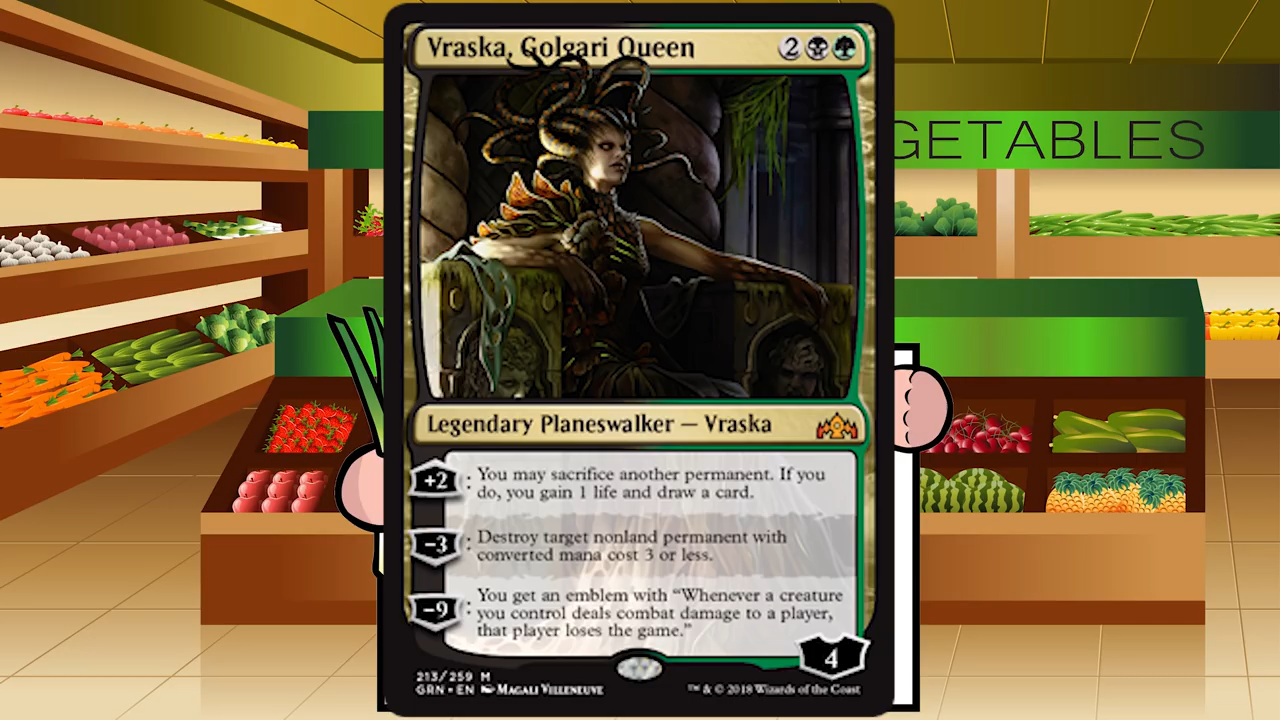 Vraska, Golgari Queen 2
GETABLES
Legendary Planeswalker — Vraska
+2: You may sacrifice another permanent. If you
do, you gain 1 life and draw a card.
−3: Destroy target nonland permanent with
converted mana cost 3 or less.
−9: You get an emblem with “Whenever a creature
you control deals combat damage to a player,
that player loses the game.”
4
213/259 M
GRN • EN Magali Villeneuve
™ & © 2018 Wizards of the Coast